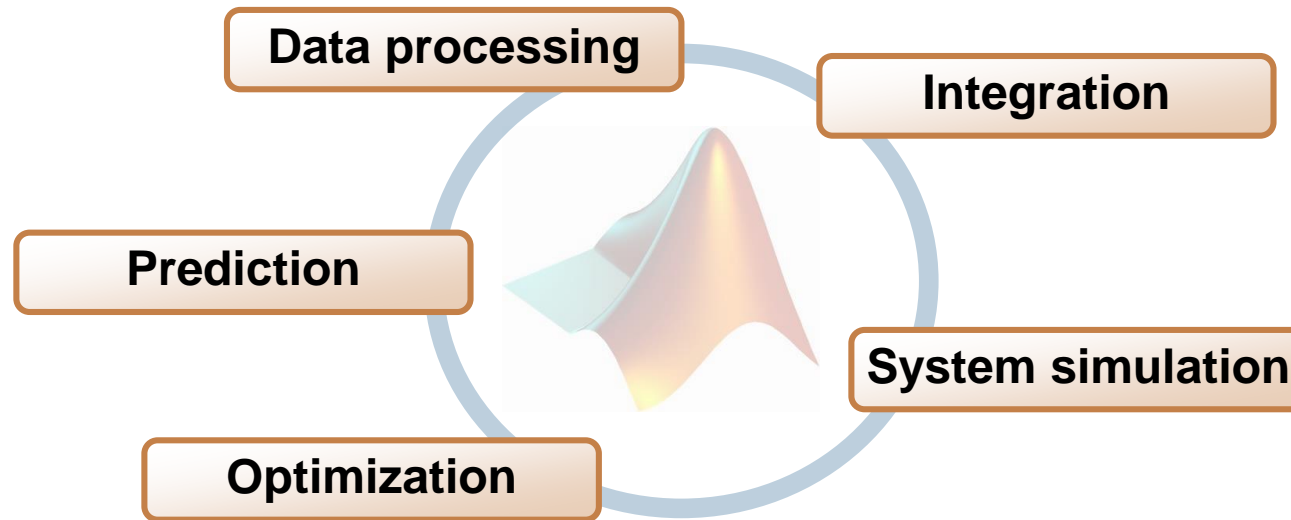 Data processing
Integration
Prediction
System simulation
Optimization